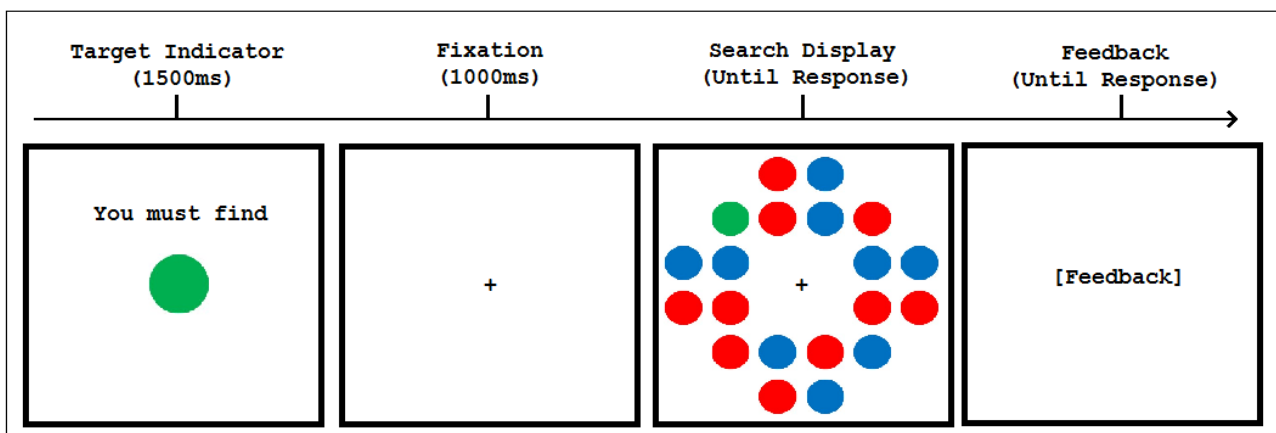 Target Indicator
(1500ms)
Fixation
(1000ms)
Search Display
(Until Response)
Feedback
(Until Response)
You must find
+
+
[Feedback]